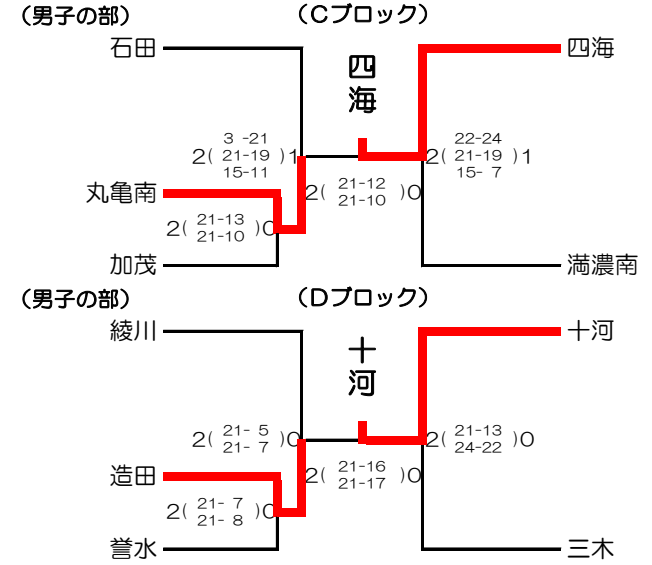 （男子の部） （Cブロック）
石田 四海
四海
3 -21 22-24
2( 21-19 )1 2( 21-19 )1
15-11 15- 7
丸亀南 2( 21-12 )0
21-10
2( 21-13 )0
21-10
加茂 満濃南
（男子の部） （Dブロック）
綾川 十河
十河
2( 21- 5 )0 2( 21-13 )0
21- 7 24-22
造田 2( 21-16 )0
21-17
2( 21- 7 )0
21- 8
誉水 三木